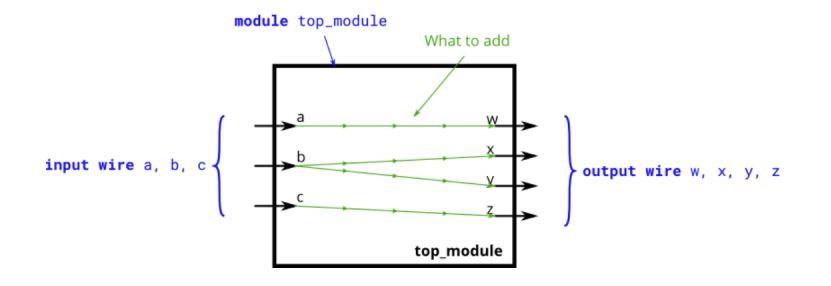 module top_module
What to add
a
w
x
b
y
c
z
input wire a, b, c
output wire w, x, y, z
top_module